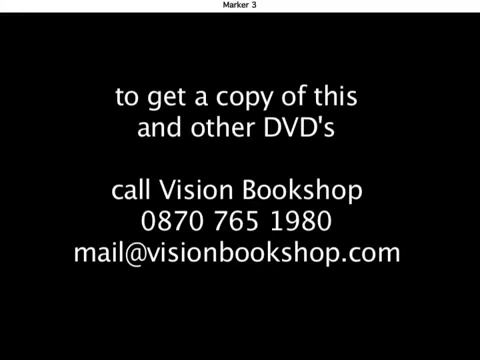 Marker 3
to get a copy of this
and other DVD's
call Vision Bookshop
0870 765 1980
mail@visionbookshop.com